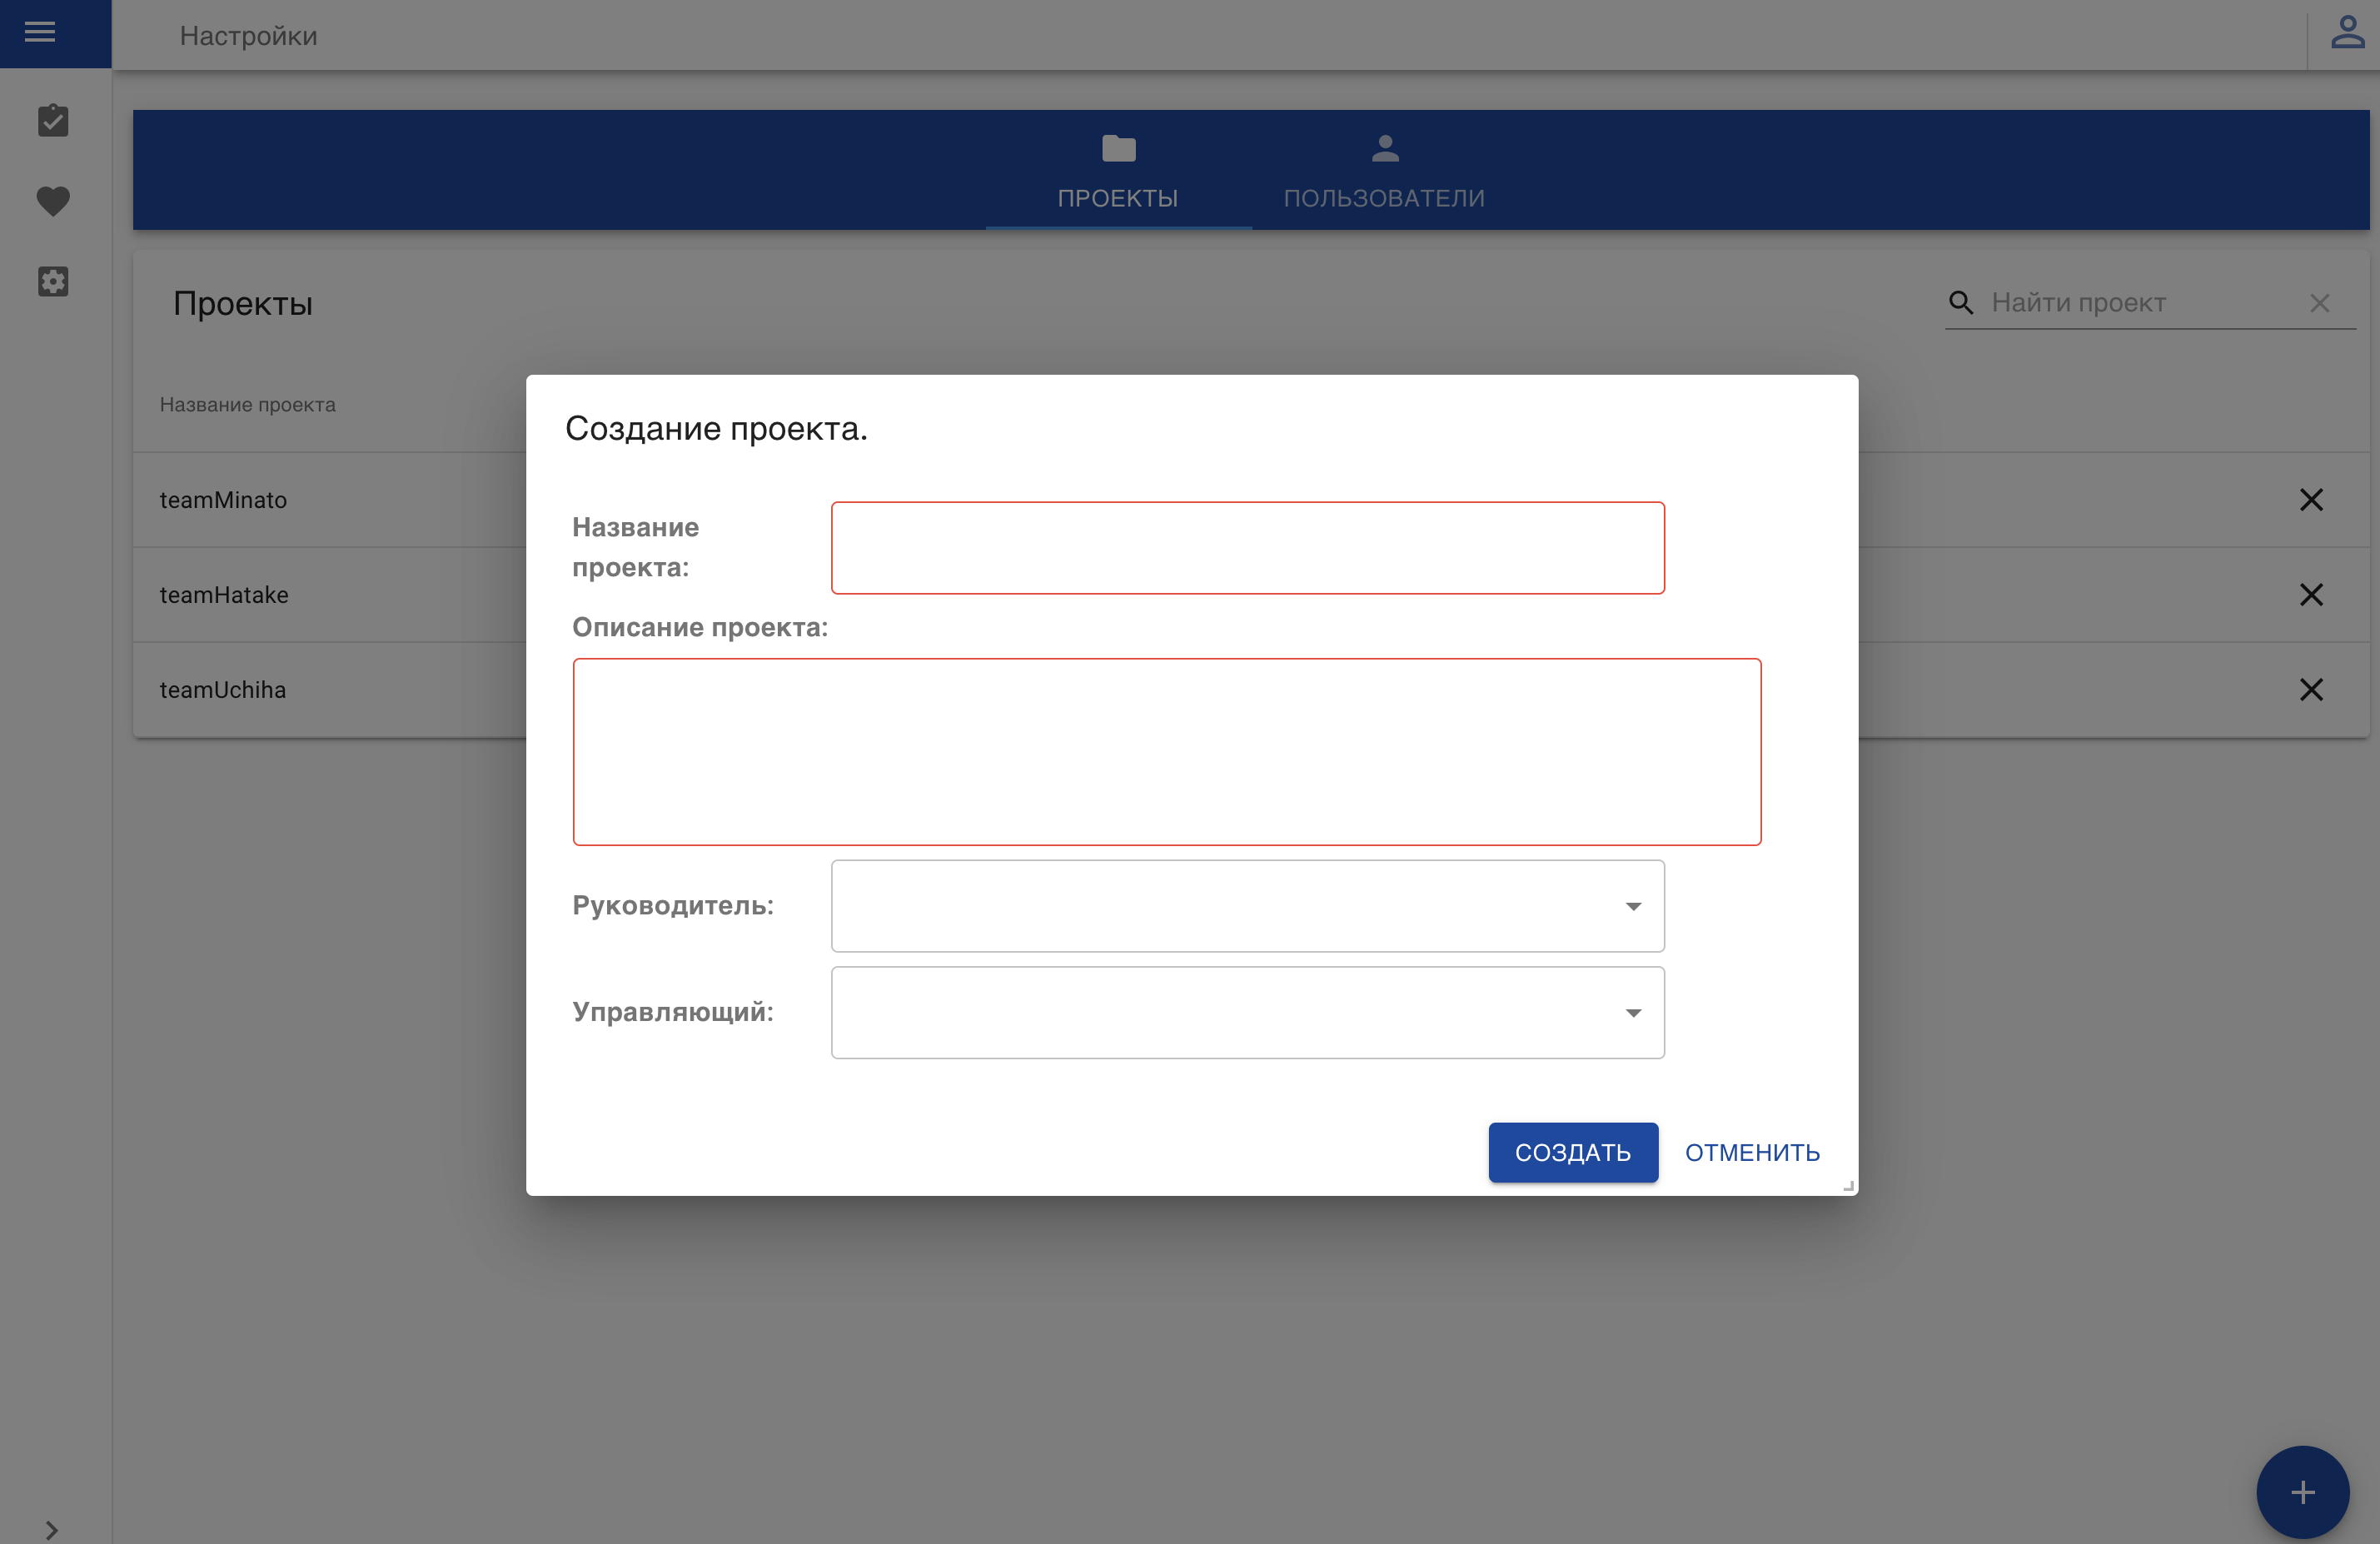 Настройки
ПРОЕКТЫ
ПОЛЬЗОВАТЕЛИ
Проекты
Найти проект
Название проекта
teamMinato
teamHatake
teamUchiha
Создание проекта.
Название
проекта:
Описание проекта:
Руководитель:
Управляющий:
СОЗДАТЬ
ОТМЕНИТЬ